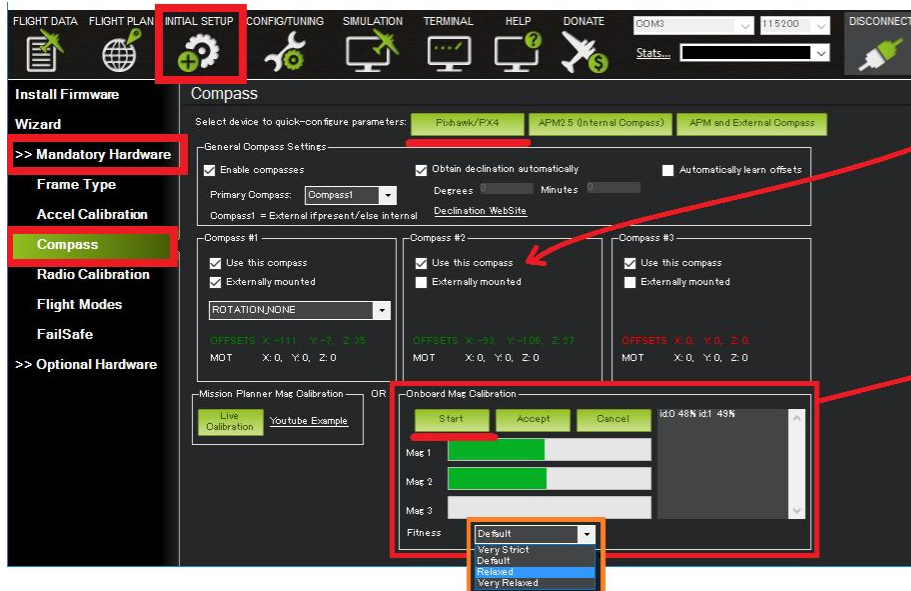 FLIGHT DATA FLIGHT PLAN INITIAL SETUP CONFIG/TUNING SIMULATION TERMINAL HELP DONATE COM3 115200 DISCONNECT
Stats...
Install Firmware
Wizard
>> Mandatory Hardware
Frame Type
Accel Calibration
Compass
Radio Calibration
Flight Modes
FailSafe
>> Optional Hardware
Compass
Select device to quick-configure parameters: Pixhawk/PX4 APM2.5 (Internal Compass) APM and External Compass
General Compass Settings
Enable compasses Obtain declination automatically Automatically learn offsets
Primary Compass: Compass1 Degrees 0 Minutes 0
Compass1 = External if present/else internal Declination WebSite
Compass #1 Compass #2 Compass #3
Use this compass Use this compass Use this compass
Externally mounted Externally mounted Externally mounted
ROTATION_NONE
OFFSETS X: -111, Y: -7, Z: 35 OFFSETS X: -93, Y: -106, Z: 27 OFFSETS X: 0, Y: 0, Z: 0
MOT X: 0, Y: 0, Z: 0 MOT X: 0, Y: 0, Z: 0 MOT X: 0, Y: 0, Z: 0
Mission Planner Mag Calibration OR Onboard Mag Calibration
Live Calibration Youtube Example Start Accept Cancel id:0 48% id:1 49%
Mag 1
Mag 2
Mag 3
Fitness Default
Very Strict
Default
Relaxed
Very Relaxed